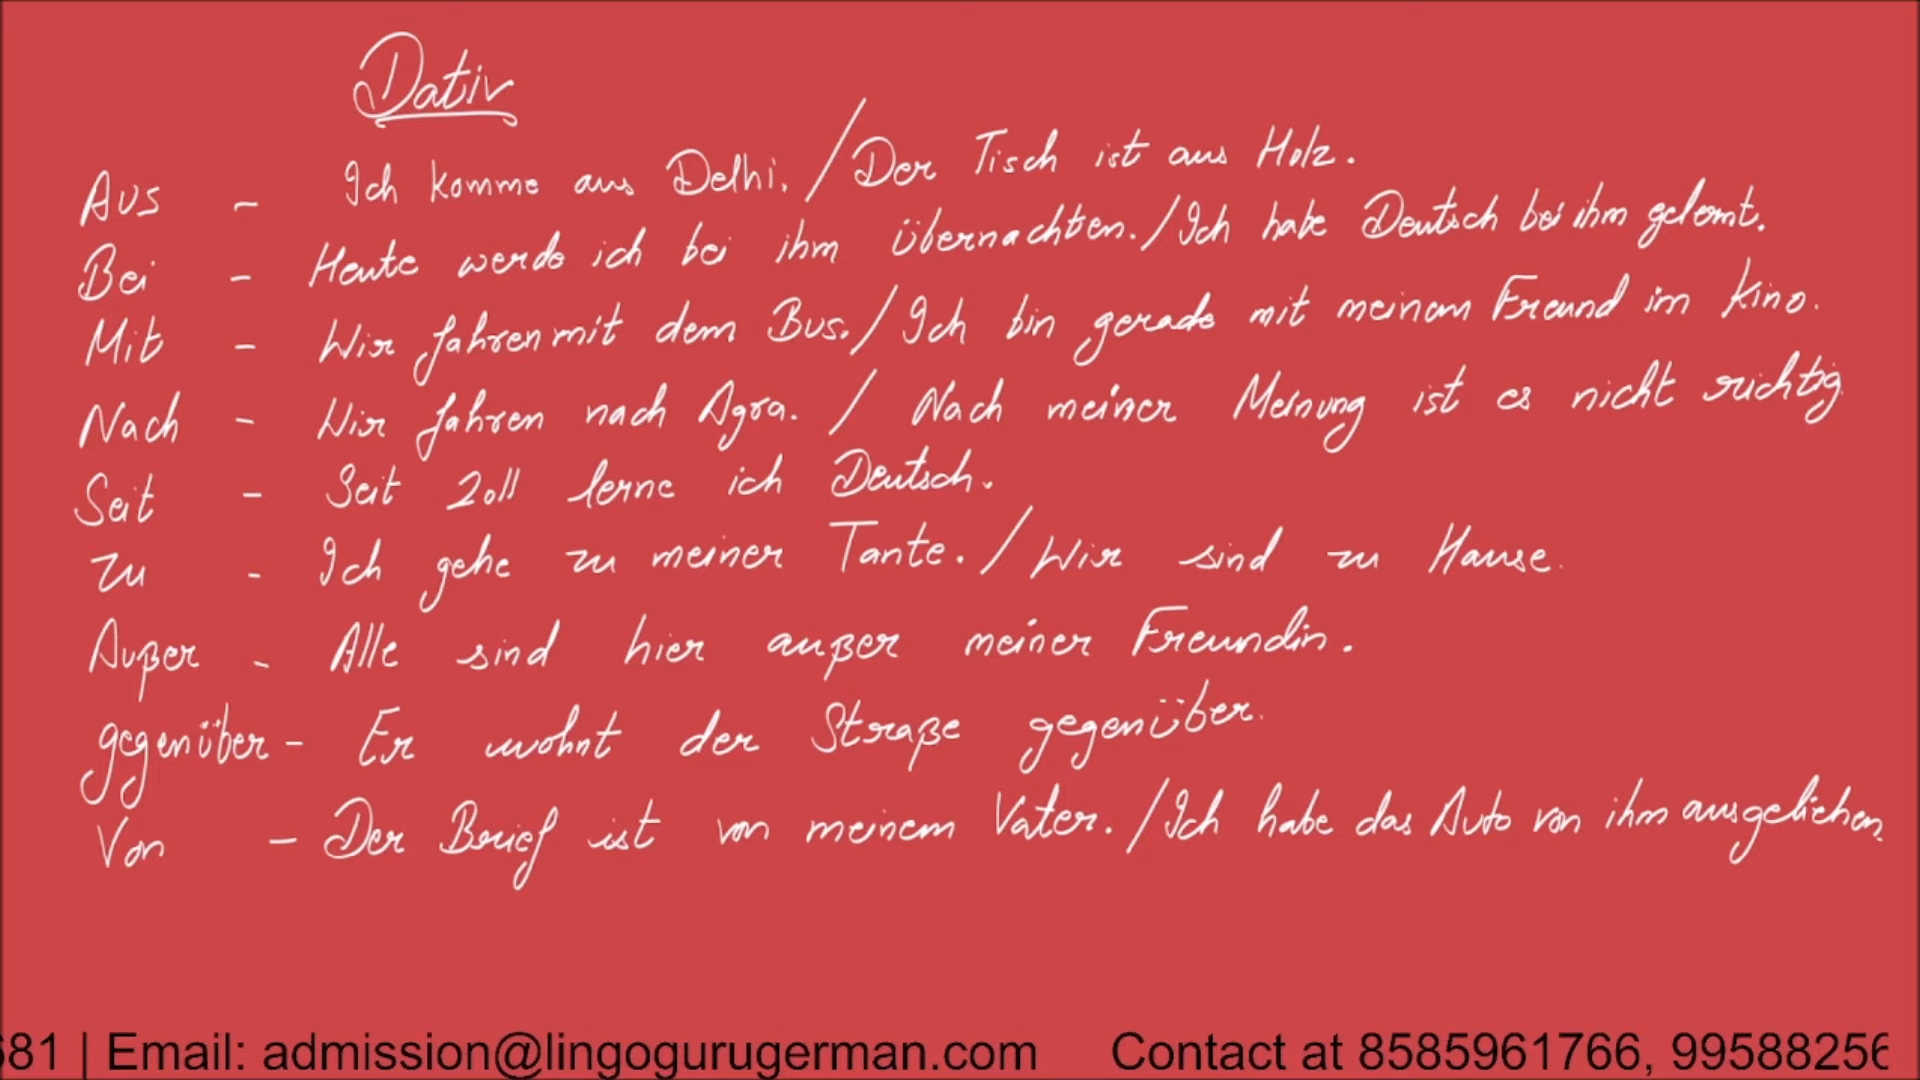 Dativ
Aus - Ich komme aus Delhi. / Der Tisch ist aus Holz.
Bei - Heute werde ich bei ihm übernachten. / Ich habe Deutsch bei ihm gelernt.
Mit - Wir fahren mit dem Bus. / Ich bin gerade mit meinem Freund im Kino.
Nach - Wir fahren nach Agra. / Nach meiner Meinung ist es nicht richtig.
Seit - Seit 2011 lerne ich Deutsch.
Zu - Ich gehe zu meiner Tante. / Wir sind zu Hause.
Außer - Alle sind hier außer meiner Freundin.
gegenüber - Er wohnt der Straße gegenüber.
Von - Der Brief ist von meinem Vater. / Ich habe das Auto von ihm ausgeliehen.
681 | Email: admission@lingogurugerman.com Contact at 8585961766, 99588256